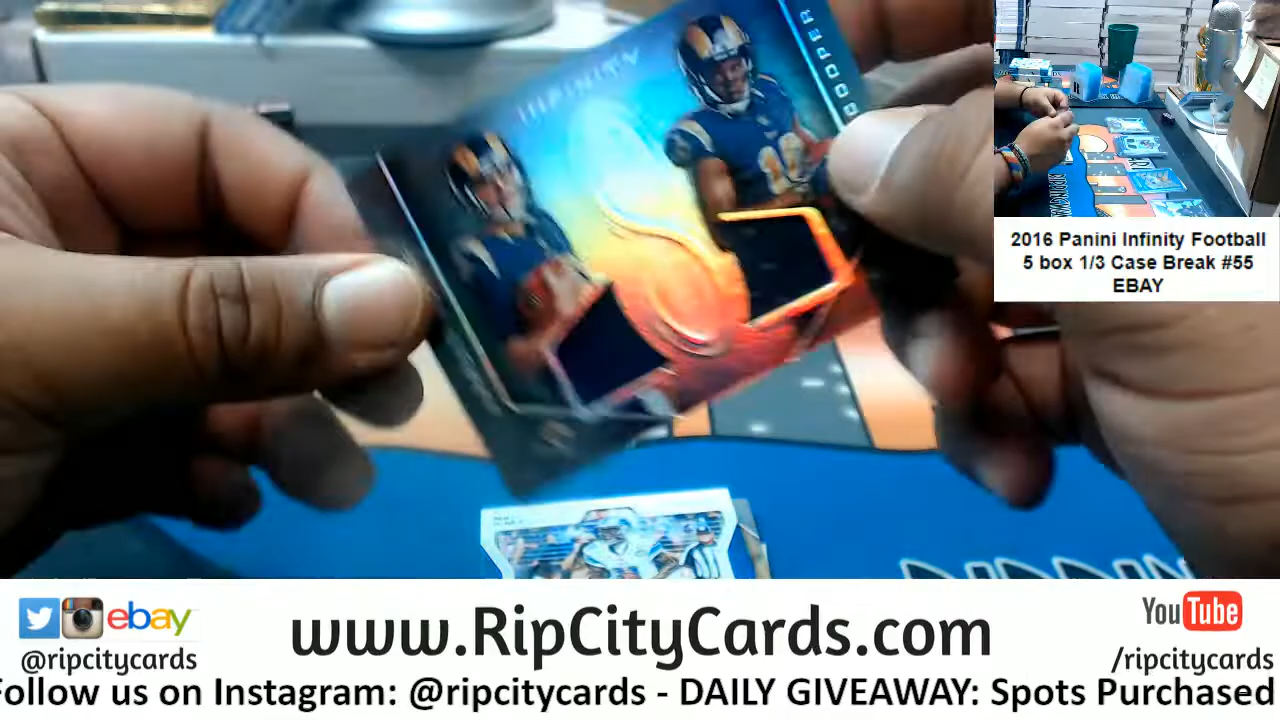 INFINITY
COOPER
2016 Panini Infinity Football
5 box 1/3 Case Break #55
EBAY
ebay
@ripcitycards
www.RipCityCards.com
YouTube
/ripcitycards
Follow us on Instagram: @ripcitycards - DAILY GIVEAWAY: Spots Purchased